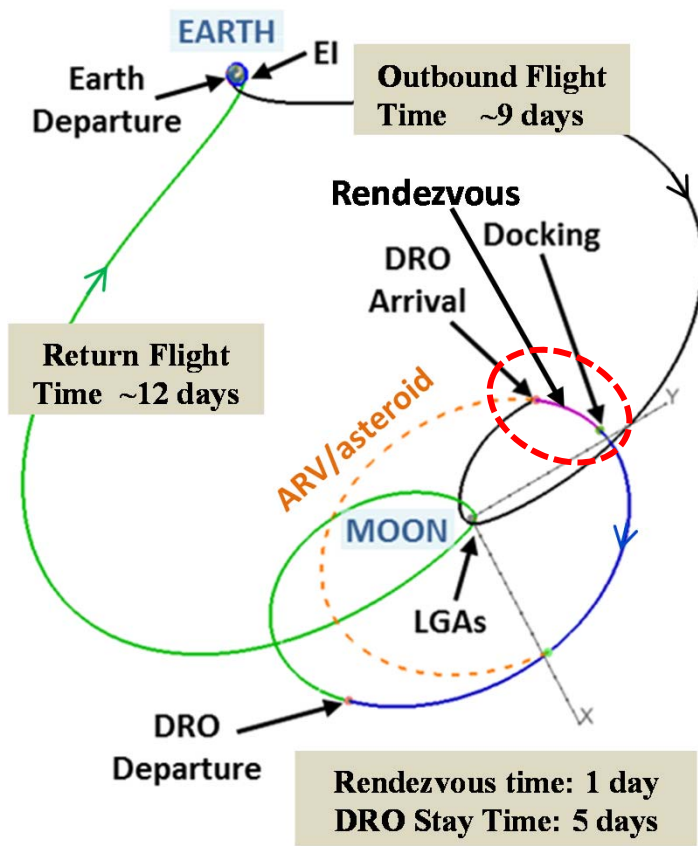 EARTH
EI
Earth
Departure
Outbound Flight
Time ~9 days
Rendezvous
Docking
DRO
Arrival
Return Flight
Time ~12 days
ARV/asteroid
Y
MOON
LGAs
X
DRO
Departure
Rendezvous time: 1 day
DRO Stay Time: 5 days